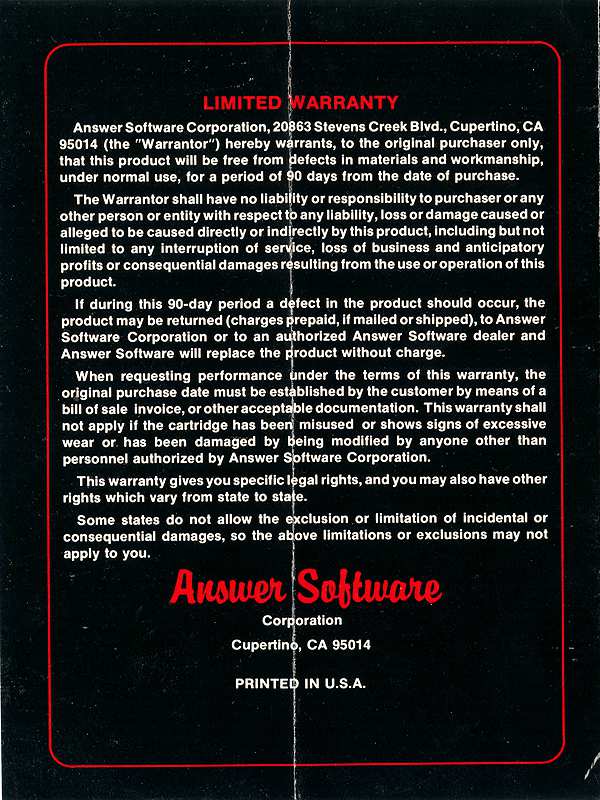 LIMITED WARRANTY
Answer Software Corporation, 20863 Stevens Creek Blvd., Cupertino, CA
95014 (the "Warrantor") hereby warrants, to the original purchaser only,
that this product will be free from defects in materials and workmanship,
under normal use, for a period of 90 days from the date of purchase.
The Warrantor shall have no liability or responsibility to purchaser or any
other person or entity with respect to any liability, loss or damage caused or
alleged to be caused directly or indirectly by this product, including but not
limited to any interruption of service, loss of business and anticipatory
profits or consequential damages resulting from the use or operation of this
product.
If during this 90-day period a defect in the product should occur, the
product may be returned (charges prepaid, if mailed or shipped), to Answer
Software Corporation or to an authorized Answer Software dealer and
Answer Software will replace the product without charge.
When requesting performance under the terms of this warranty, the
original purchase date must be established by the customer by means of a
bill of sale invoice, or other acceptable documentation. This warranty shall
not apply if the cartridge has been misused or shows signs of excessive
wear or has been damaged by being modified by anyone other than
personnel authorized by Answer Software Corporation.
This warranty gives you specific legal rights, and you may also have other
rights which vary from state to state.
Some states do not allow the exclusion or limitation of incidental or
consequential damages, so the above limitations or exclusions may not
apply to you.
Answer Software
Corporation
Cupertino, CA 95014
PRINTED IN U.S.A.